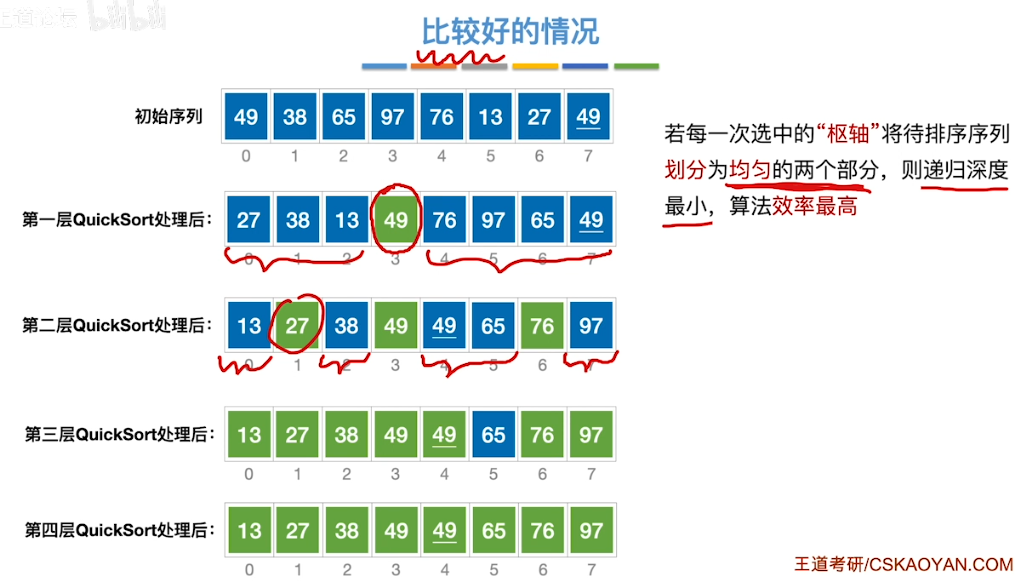 王道论坛 bilibili
比较好的情况
初始序列 49 38 65 97 76 13 27 49
0 1 2 3 4 5 6 7
第一层QuickSort处理后: 27 38 13 49 76 97 65 49
0 1 2 3 4 5 6 7
第二层QuickSort处理后: 13 27 38 49 49 65 76 97
0 1 2 3 4 5 6 7
第三层QuickSort处理后: 13 27 38 49 49 65 76 97
0 1 2 3 4 5 6 7
第四层QuickSort处理后: 13 27 38 49 49 65 76 97
0 1 2 3 4 5 6 7
若每一次选中的“枢轴”将待排序序列
划分为均匀的两个部分，则递归深度
最小，算法效率最高
王道考研/CSKAOYAN.COM